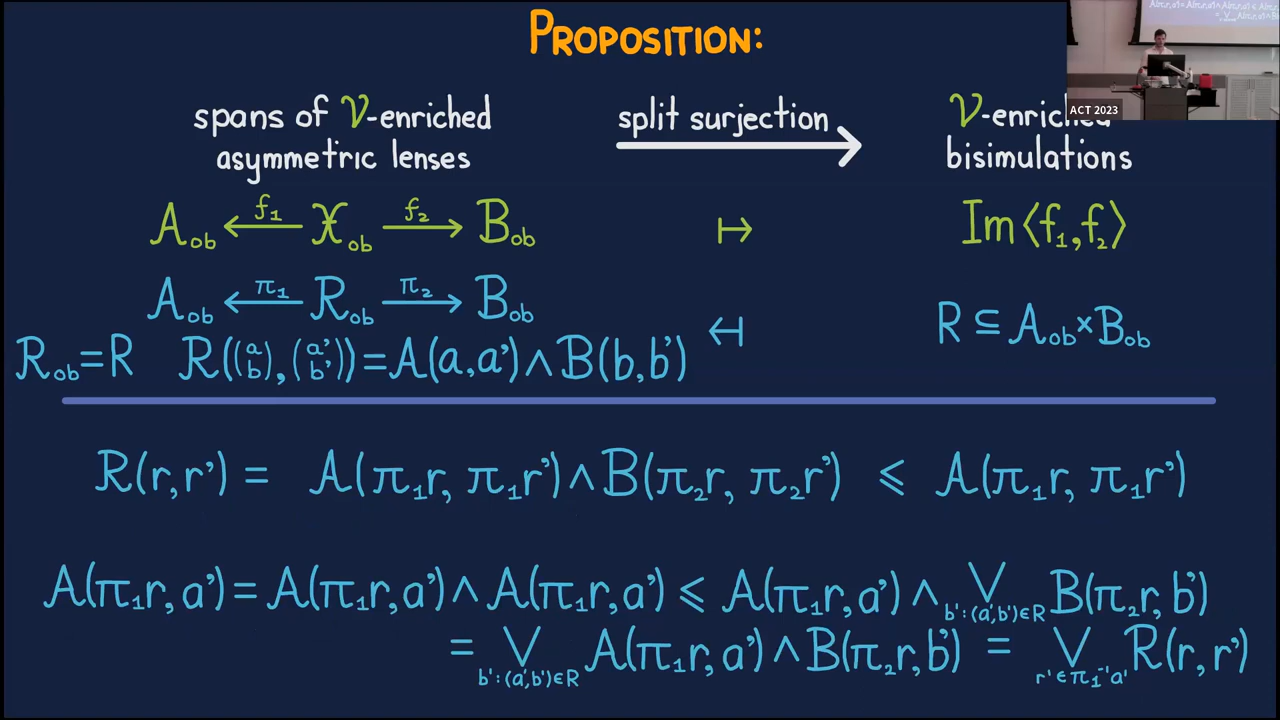 PROPOSITION:
spans of 𝒱-enriched asymmetric lenses
split surjection
𝒱-enriched bisimulations
ACT 2023
A_ob ←f₁ X_ob f₂→ B_ob ↦ Im⟨f₁,f₂⟩
A_ob ←π₁ R_ob π₂→ B_ob
↤ R ⊆ A_ob×B_ob
R_ob=R R((a b),(a' b'))=A(a,a')∧B(b,b')
R(r,r') = A(π₁r, π₁r')∧B(π₂r, π₂r') ⩽ A(π₁r, π₁r')
A(π₁r,a')=A(π₁r,a')∧A(π₁r,a')⩽A(π₁r,a')∧⋁_{b':(a',b')∈R} B(π₂r,b')
= ⋁_{b':(a',b')∈R} A(π₁r,a')∧B(π₂r,b') = ⋁_{r'∈π₁⁻¹a'} R(r,r')